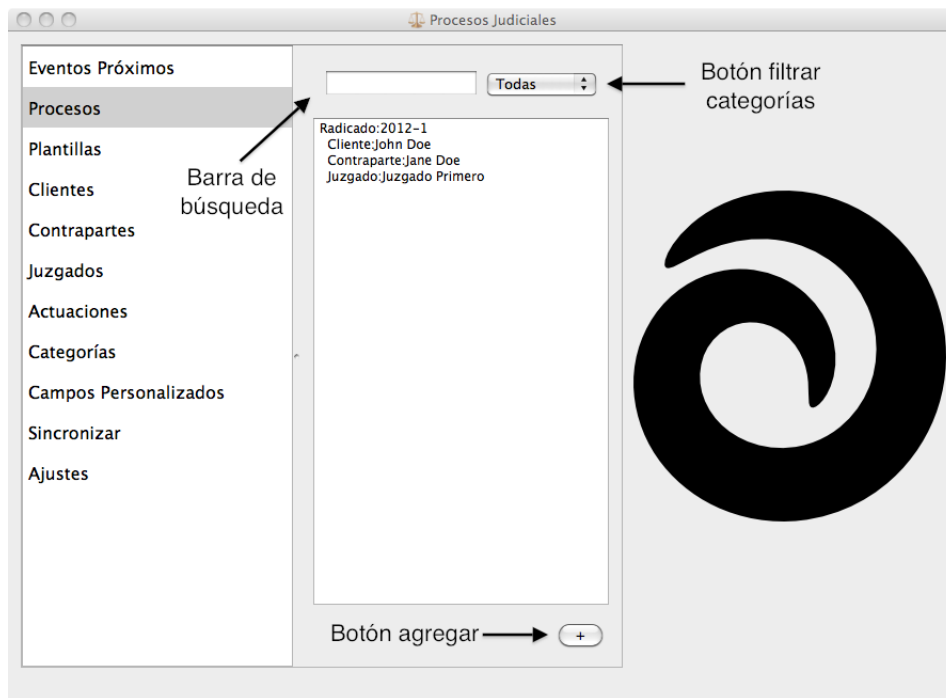 Procesos Judiciales
Eventos Próximos
Procesos
Plantillas
Clientes
Contrapartes
Juzgados
Actuaciones
Categorías
Campos Personalizados
Sincronizar
Ajustes
Barra de
búsqueda
Todas
Botón filtrar
categorías
Radicado:2012-1
Cliente:John Doe
Contraparte:Jane Doe
Juzgado:Juzgado Primero
Botón agregar
+